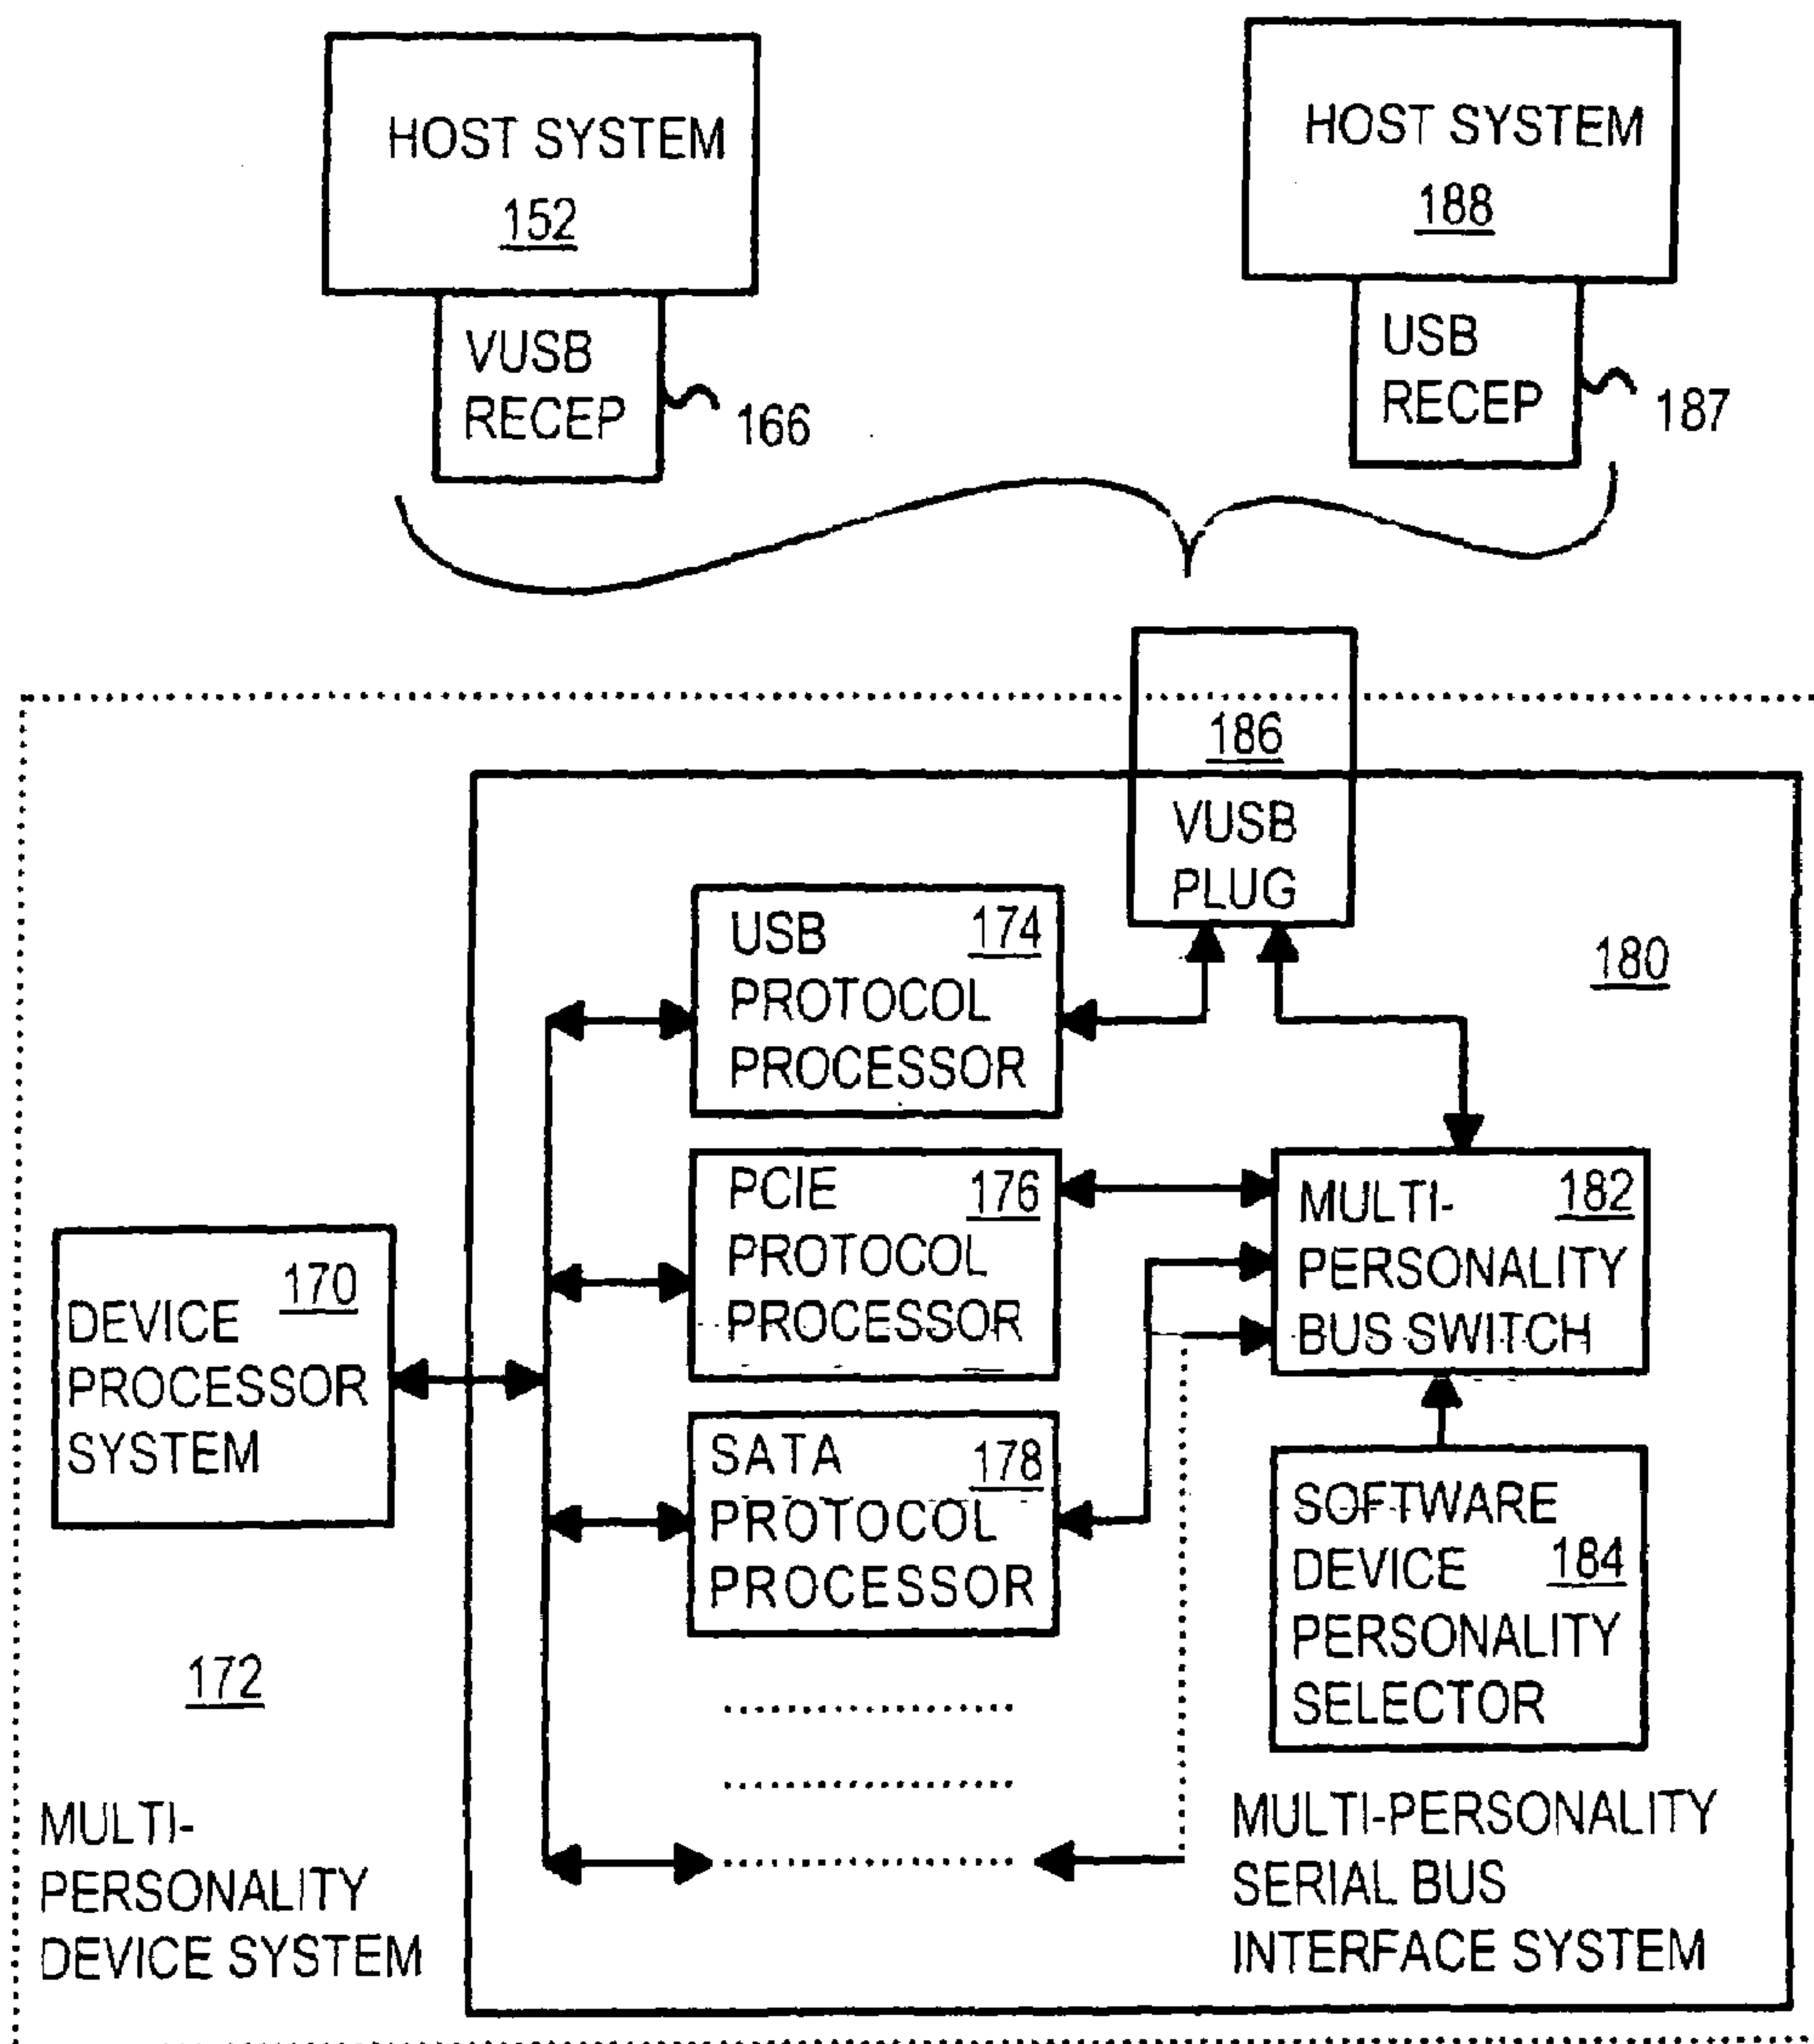 HOST SYSTEM
152
VUSB
RECEP
166
HOST SYSTEM
188
USB
RECEP
187
186
VUSB
PLUG
180
USB
PROTOCOL
PROCESSOR
174
PCIE
PROTOCOL
PROCESSOR
176
MULTI-
PERSONALITY
BUS SWITCH
182
DEVICE
PROCESSOR
SYSTEM
170
SATA
PROTOCOL
PROCESSOR
178
SOFTWARE
DEVICE
PERSONALITY
SELECTOR
184
172
MULTI-
PERSONALITY
DEVICE SYSTEM
MULTI-PERSONALITY
SERIAL BUS
INTERFACE SYSTEM